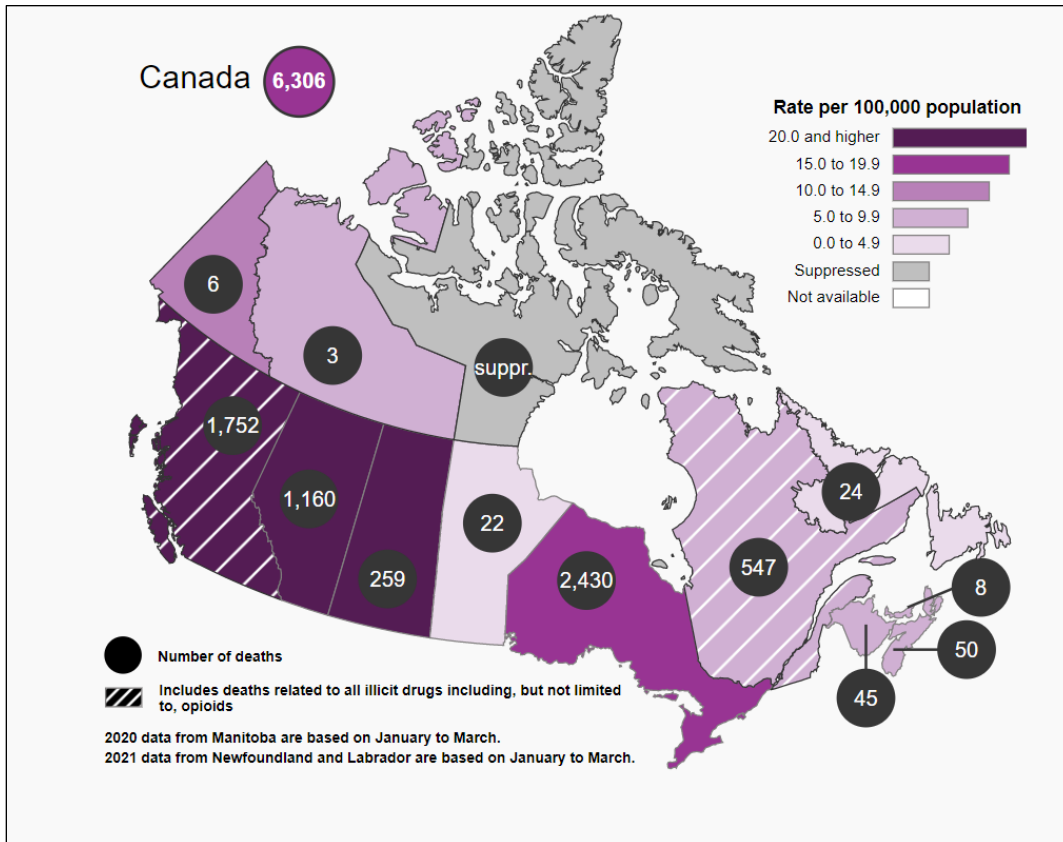 Canada 6,306
Rate per 100,000 population
20.0 and higher
15.0 to 19.9
10.0 to 14.9
5.0 to 9.9
0.0 to 4.9
Suppressed
Not available
6
3
suppr.
1,752
1,160
259
22
2,430
547
24
8
50
45
Number of deaths
Includes deaths related to all illicit drugs including, but not limited
to, opioids
2020 data from Manitoba are based on January to March.
2021 data from Newfoundland and Labrador are based on January to March.